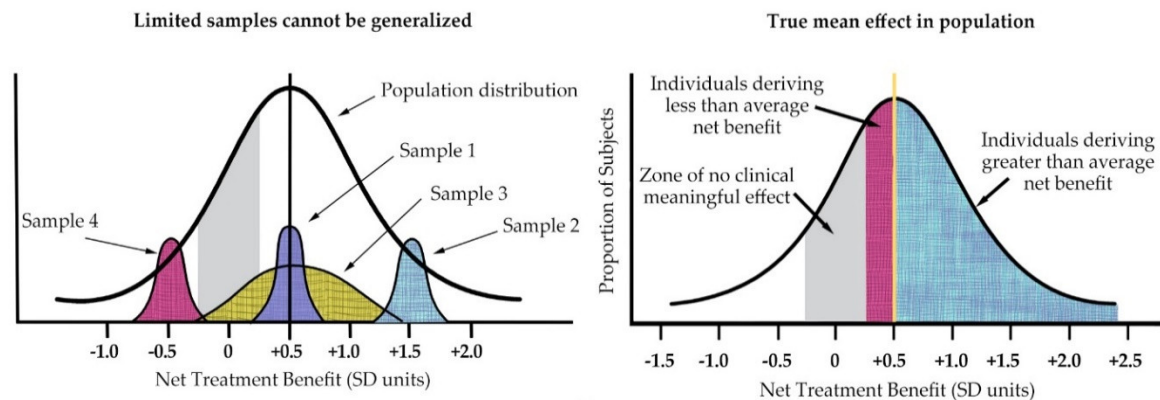 Limited samples cannot be generalized
Population distribution
Sample 1
Sample 3
Sample 4
Sample 2
-1.0 -0.5 0 +0.5 +1.0 +1.5 +2.0
Net Treatment Benefit (SD units)
True mean effect in population
Individuals deriving
less than average
net benefit
Individuals deriving
greater than average
net benefit
Zone of no clinical
meaningful effect
Proportion of Subjects
-1.5 -1.0 -0.5 0 +0.5 +1.0 +1.5 +2.0 +2.5
Net Treatment Benefit (SD units)